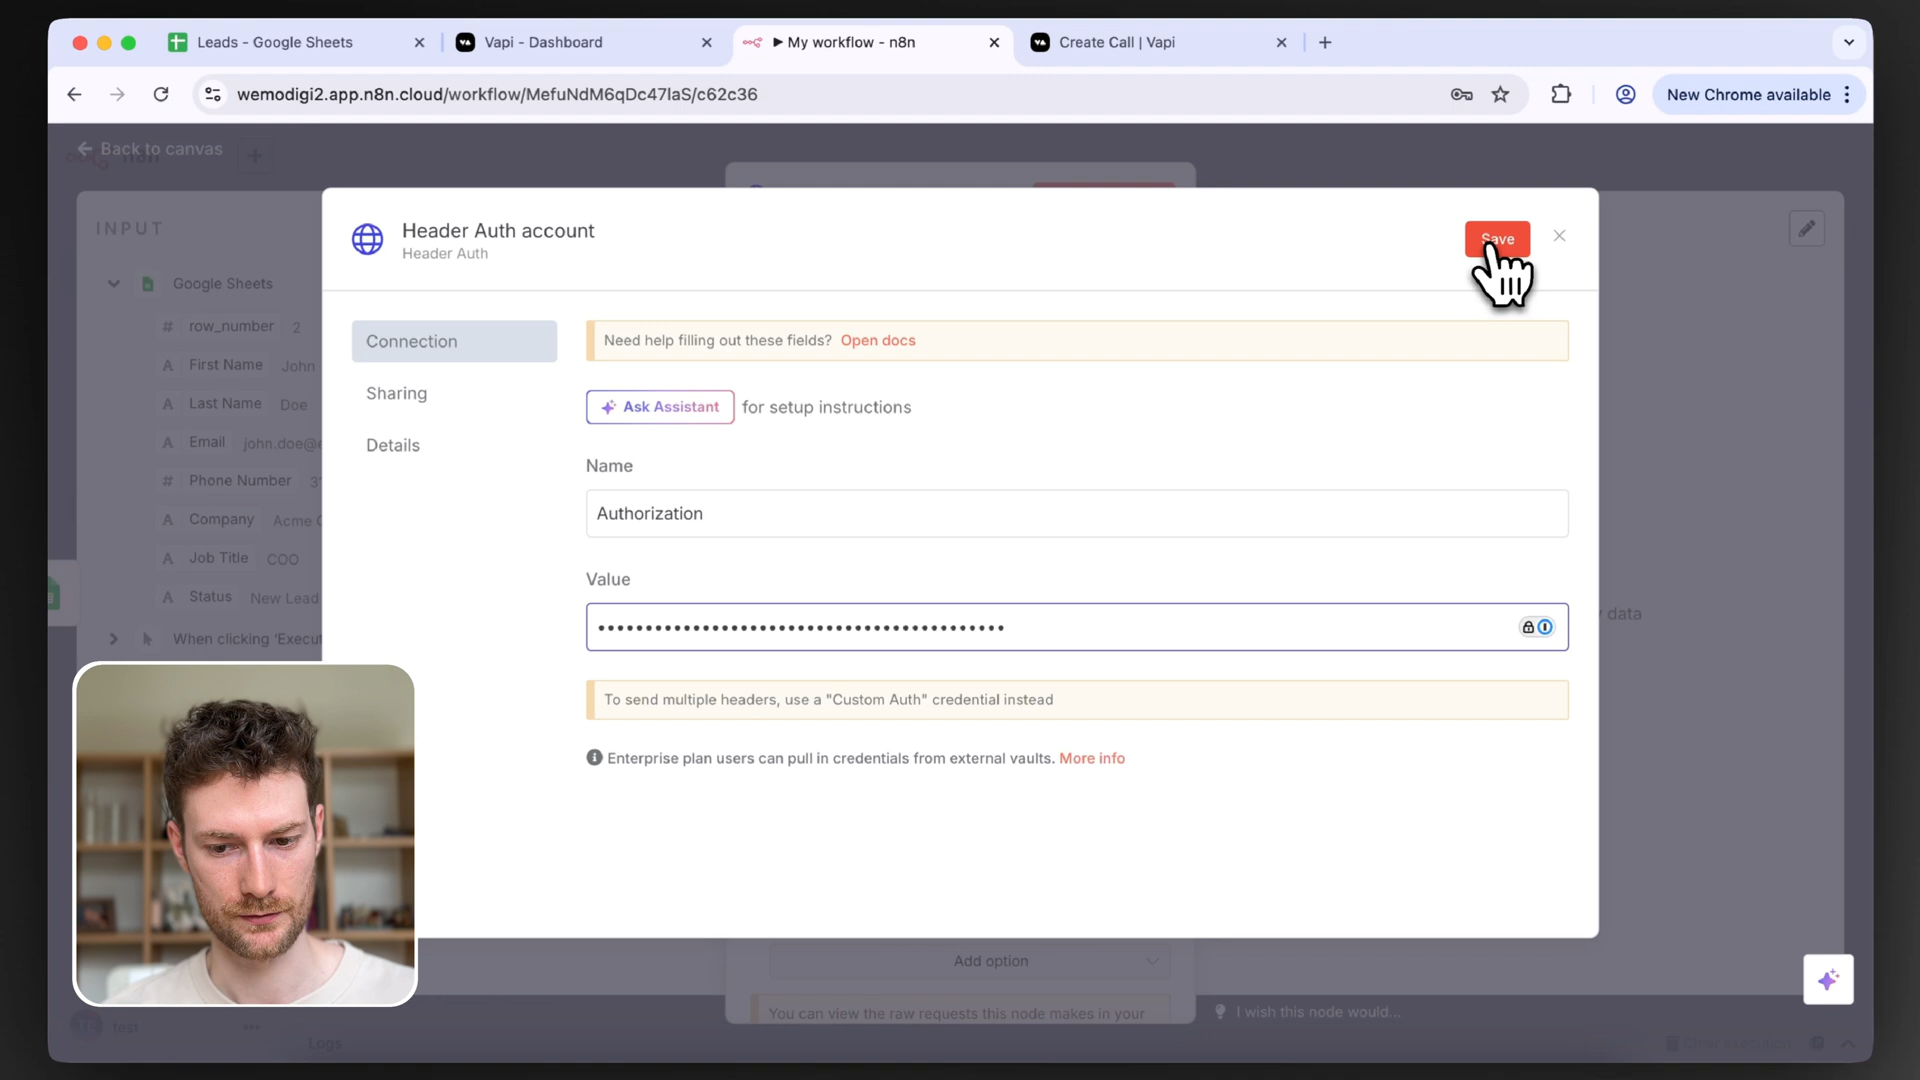 Leads - Google Sheets
Vapi - Dashboard
▶ My workflow - n8n
Create Call | Vapi
wemodigi2.app.n8n.cloud/workflow/MefuNdM6qDc47IaS/c62c36
New Chrome available
Back to canvas
INPUT
Google Sheets
# row_number 2
A First Name John
A Last Name Doe
A Email john.doe@e
# Phone Number
A Company Acme
A Job Title COO
A Status New Lead
When clicking 'Execut
Header Auth account
Header Auth
Save
Connection
Sharing
Details
Need help filling out these fields? Open docs
Ask Assistant for setup instructions
Name
Authorization
Value
To send multiple headers, use a "Custom Auth" credential instead
Enterprise plan users can pull in credentials from external vaults. More info
data
Add option
You can view the raw requests this node makes in your
I wish this node would...
test
Logs
Clear execution